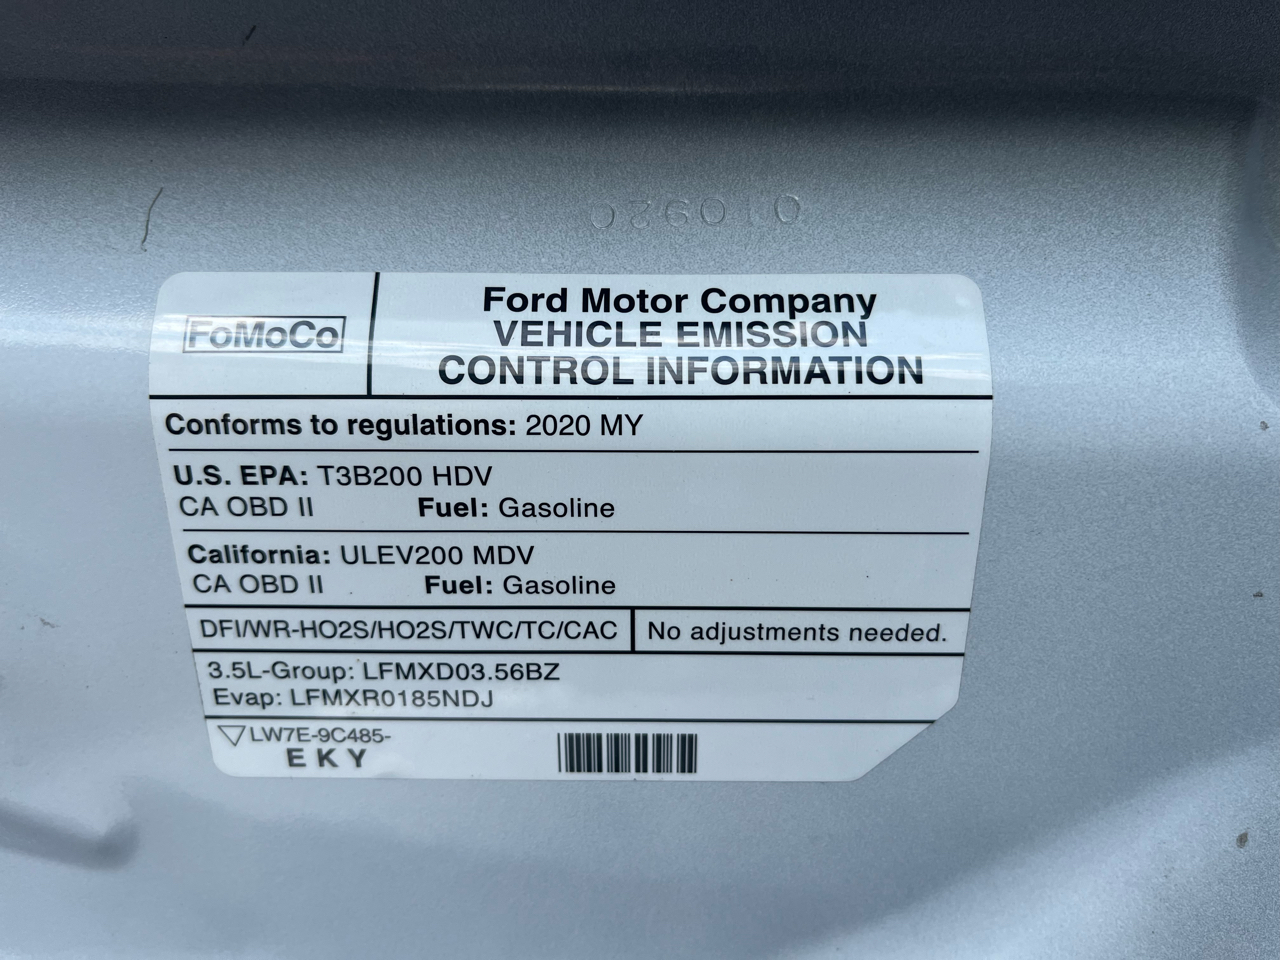 029010
FoMoCo
Ford Motor Company
VEHICLE EMISSION
CONTROL INFORMATION
Conforms to regulations: 2020 MY
U.S. EPA: T3B200 HDV
CA OBD II Fuel: Gasoline
California: ULEV200 MDV
CA OBD II Fuel: Gasoline
DFI/WR-HO2S/HO2S/TWC/TC/CAC No adjustments needed.
3.5L-Group: LFMXD03.56BZ
Evap: LFMXR0185NDJ
LW7E-9C485-
EKY